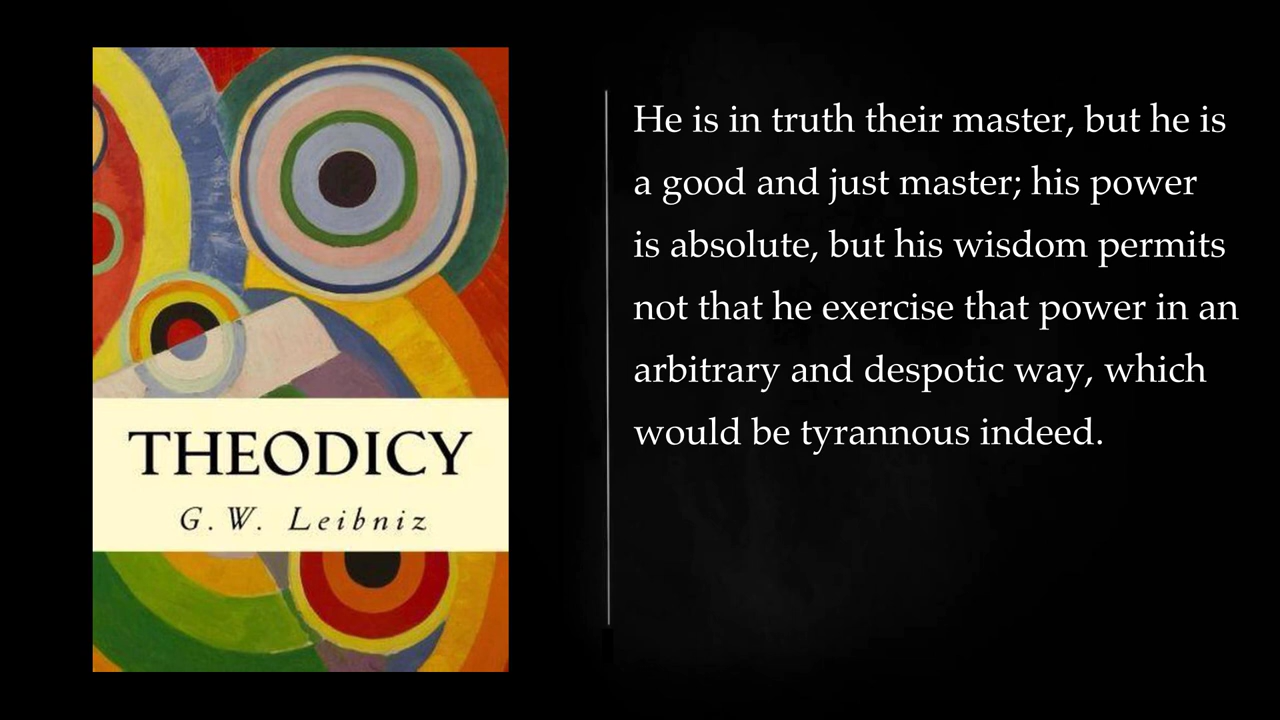 THEODICY
G. W. Leibniz
He is in truth their master, but he is
a good and just master; his power
is absolute, but his wisdom permits
not that he exercise that power in an
arbitrary and despotic way, which
would be tyrannous indeed.